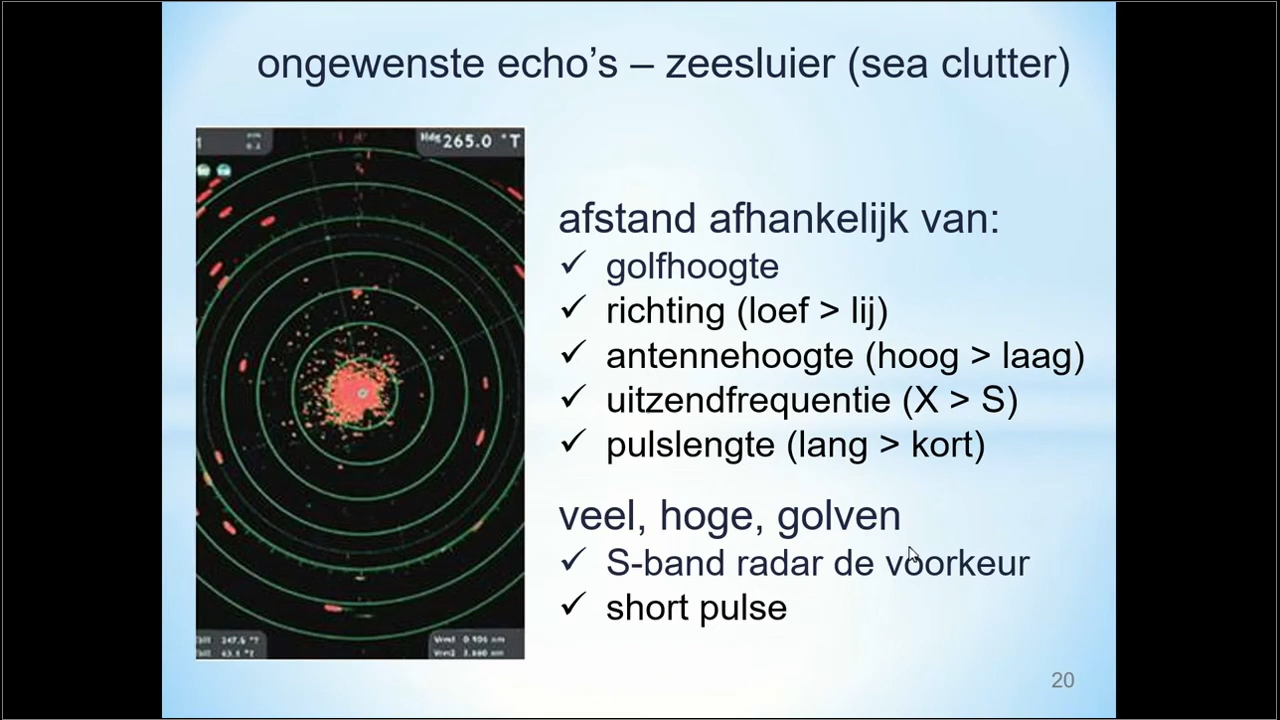 ongewenste echo's – zeesluier (sea clutter)
Hdg 265.0 °T
afstand afhankelijk van:
✓ golfhoogte
✓ richting (loef > lij)
✓ antennehoogte (hoog > laag)
✓ uitzendfrequentie (X > S)
✓ pulslengte (lang > kort)
veel, hoge, golven
✓ S-band radar de voorkeur
✓ short pulse
20